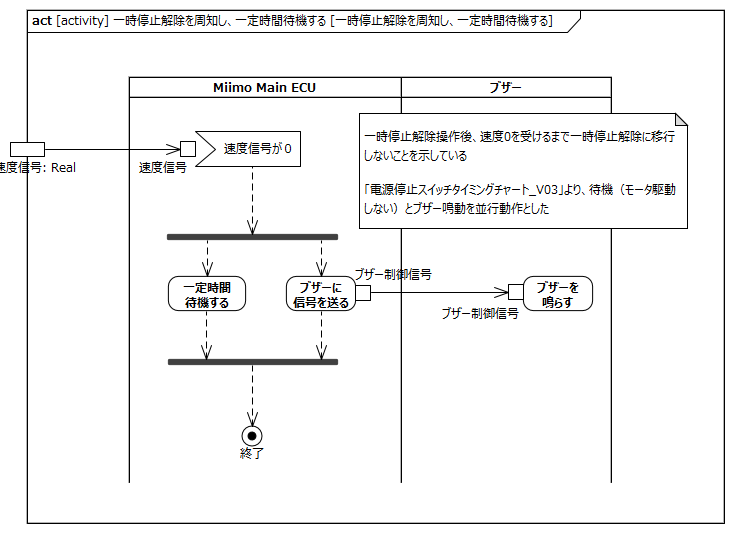 act [activity] 一時停止解除を周知し、一定時間待機する [一時停止解除を周知し、一定時間待機する]
Miimo Main ECU
ブザー
一時停止解除操作後、速度0を受けるまで一時停止解除に移行
しないことを示している
「電源停止スイッチタイミングチャート_V03」より、待機（モータ駆動
しない）とブザー鳴動を並行動作とした
速度信号が０
速度信号: Real
速度信号
一定時間
待機する
ブザーに
信号を送る
ブザー制御信号
ブザー制御信号
ブザーを
鳴らす
終了